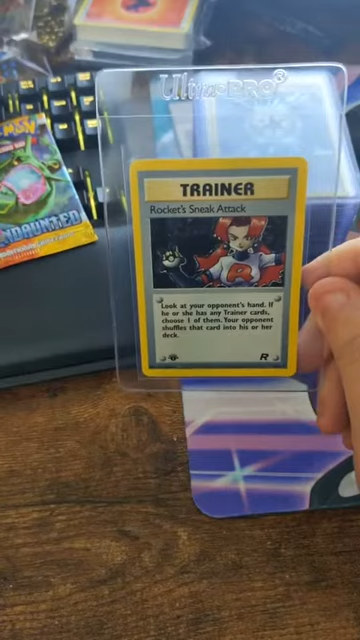 Ultra PRO
TRAINER
Rocket's Sneak Attack
Look at your opponent's hand. If
he or she has any Trainer cards,
choose 1 of them. Your opponent
shuffles that card into his or her
deck.
R